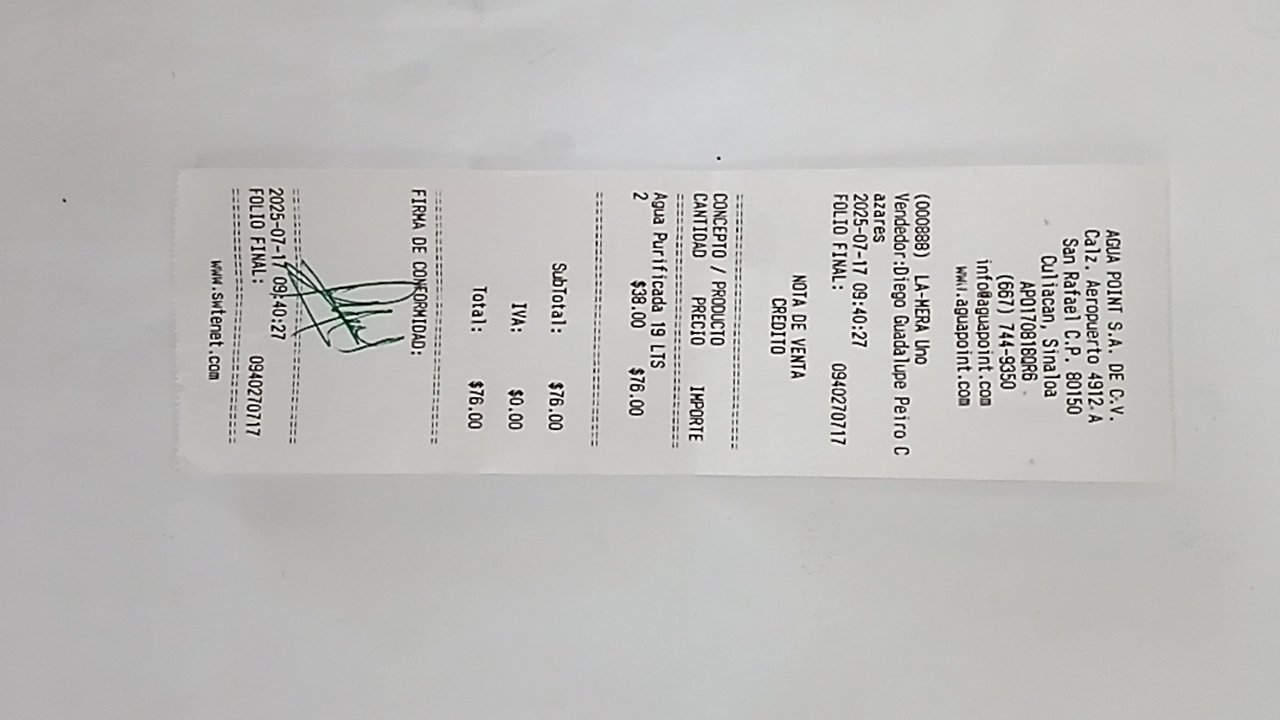 AGUA POINT S.A. DE C.V.
Calz. Aeropuerto 4912 A
San Rafael C.P. 80150
Culiacan, Sinaloa
APO170818QR6
(667) 744-9350
info@aguapoint.com
www.aguapoint.com
(000888) LA-MERA Uno
Vendedor:Diego Guadalupe Peiro C
azares
2025-07-17 09:40:27
FOLIO FINAL: 0940270717
NOTA DE VENTA
CREDITO
================================
CONCEPTO / PRODUCTO
CANTIDAD PRECIO IMPORTE
================================
Agua Purificada 19 LTS
2 $38.00 $76.00
================================
SubTotal: $76.00
IVA: $0.00
Total: $76.00
================================
FIRMA DE CONFORMIDAD:
================================
2025-07-17 09:40:27
FOLIO FINAL: 0940270717
================================
www.swtenet.com